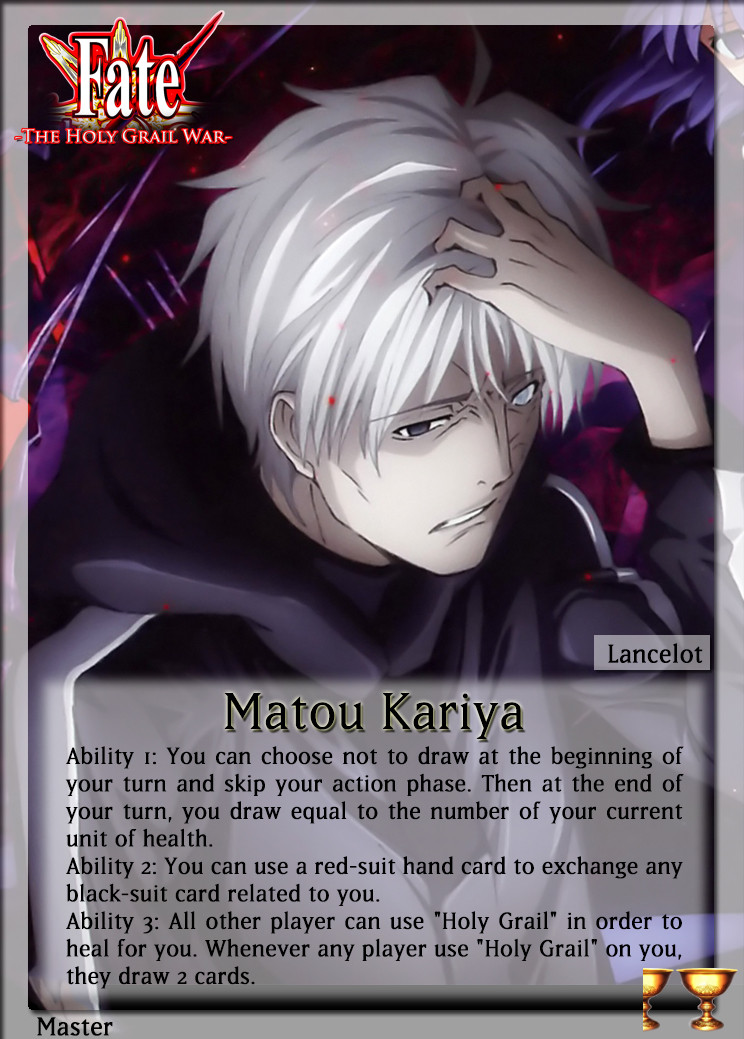 Fate
-The Holy Grail War-
Lancelot
Matou Kariya
Ability 1: You can choose not to draw at the beginning of
your turn and skip your action phase. Then at the end of
your turn, you draw equal to the number of your current
unit of health.
Ability 2: You can use a red-suit hand card to exchange any
black-suit card related to you.
Ability 3: All other player can use "Holy Grail" in order to
heal for you. Whenever any player use "Holy Grail" on you,
they draw 2 cards.
Master